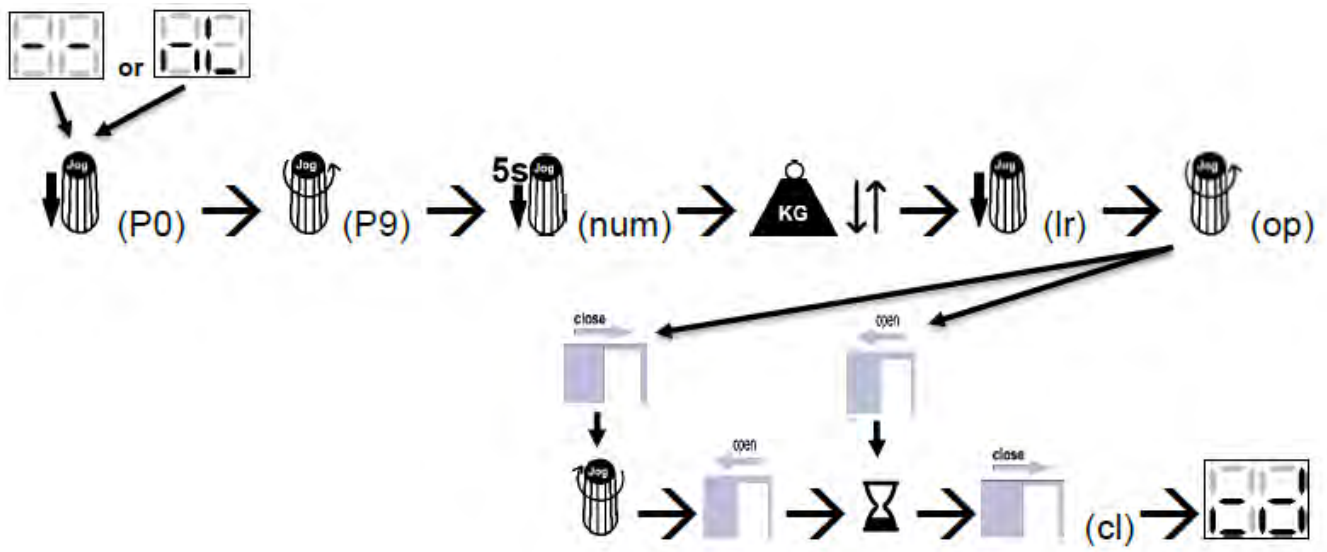 -- or
Jog (P0) Jog (P9) 5s Jog (num) KG Jog (lr) Jog (op)
close open
Jog open close (cl)